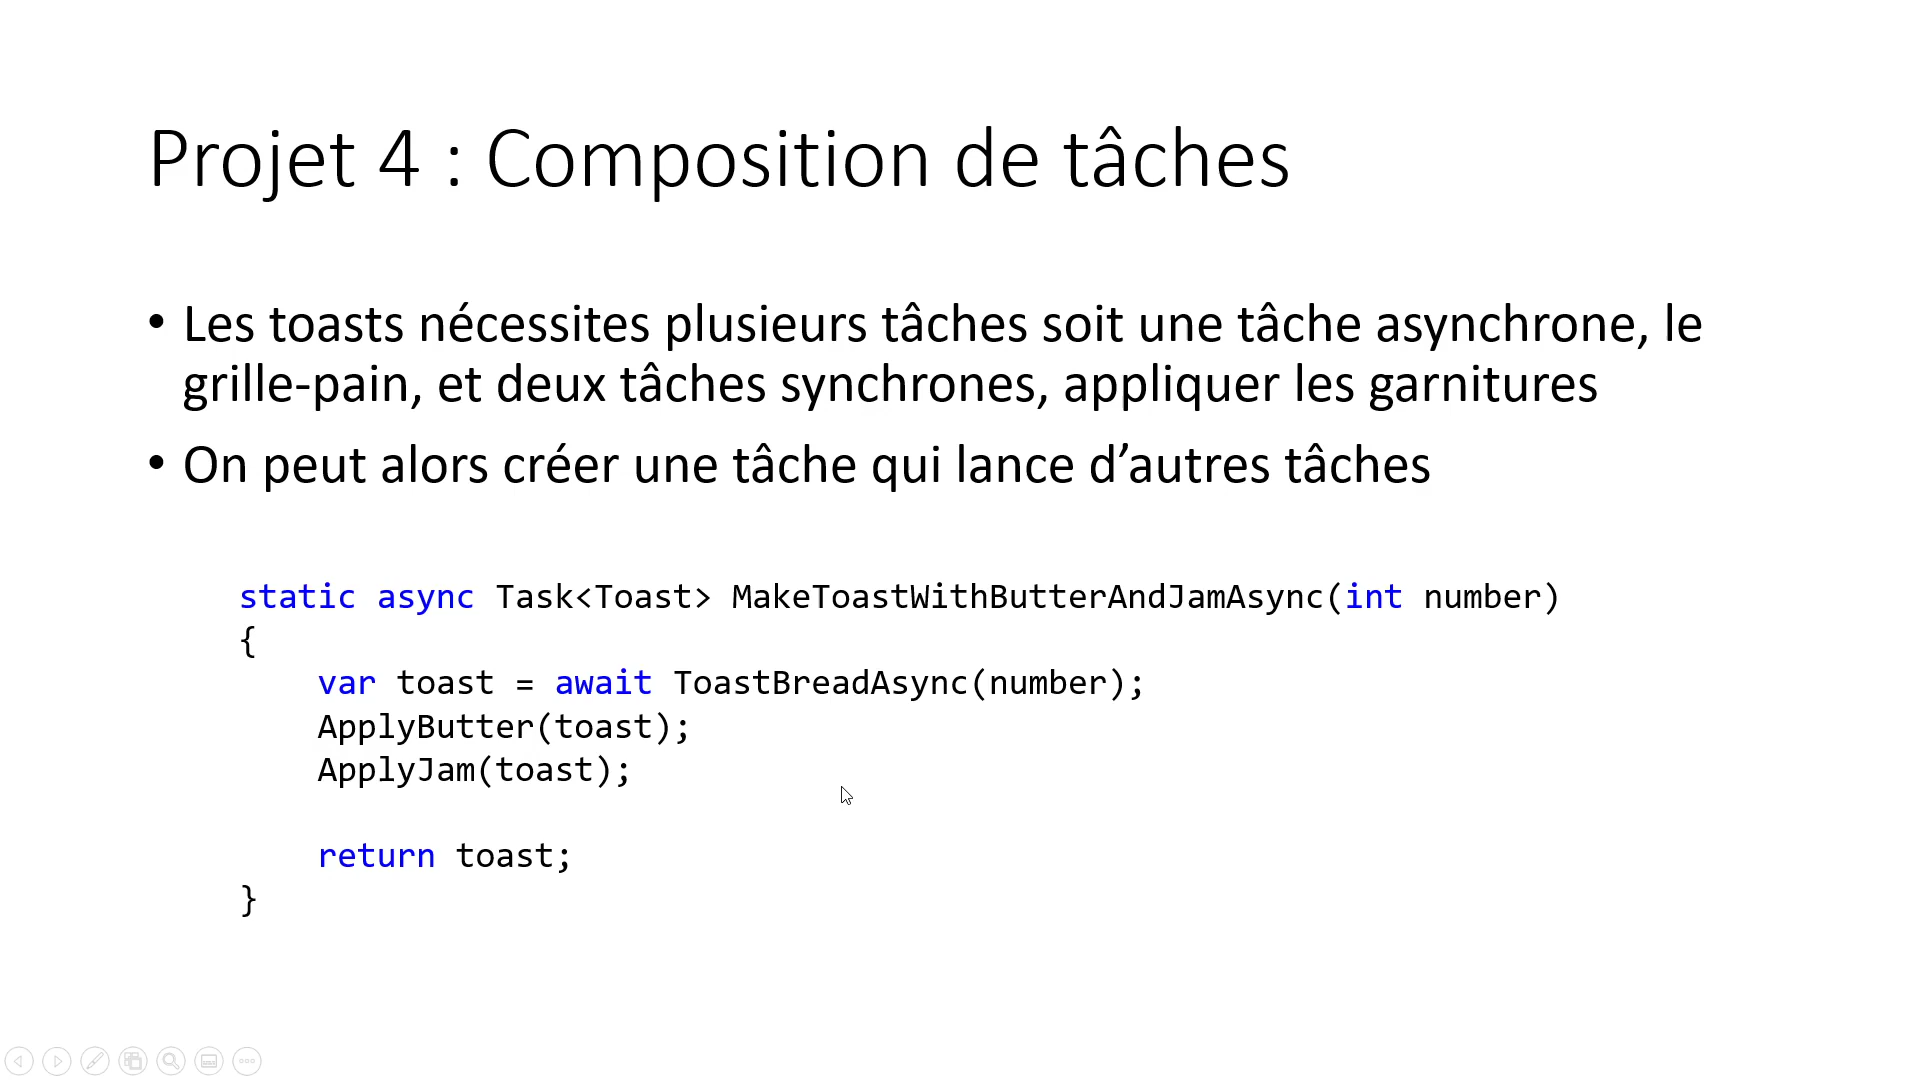 Projet 4 : Composition de tâches
• Les toasts nécessites plusieurs tâches soit une tâche asynchrone, le
grille-pain, et deux tâches synchrones, appliquer les garnitures
• On peut alors créer une tâche qui lance d’autres tâches
static async Task<Toast> MakeToastWithButterAndJamAsync(int number)
{
    var toast = await ToastBreadAsync(number);
    ApplyButter(toast);
    ApplyJam(toast);
    return toast;
}